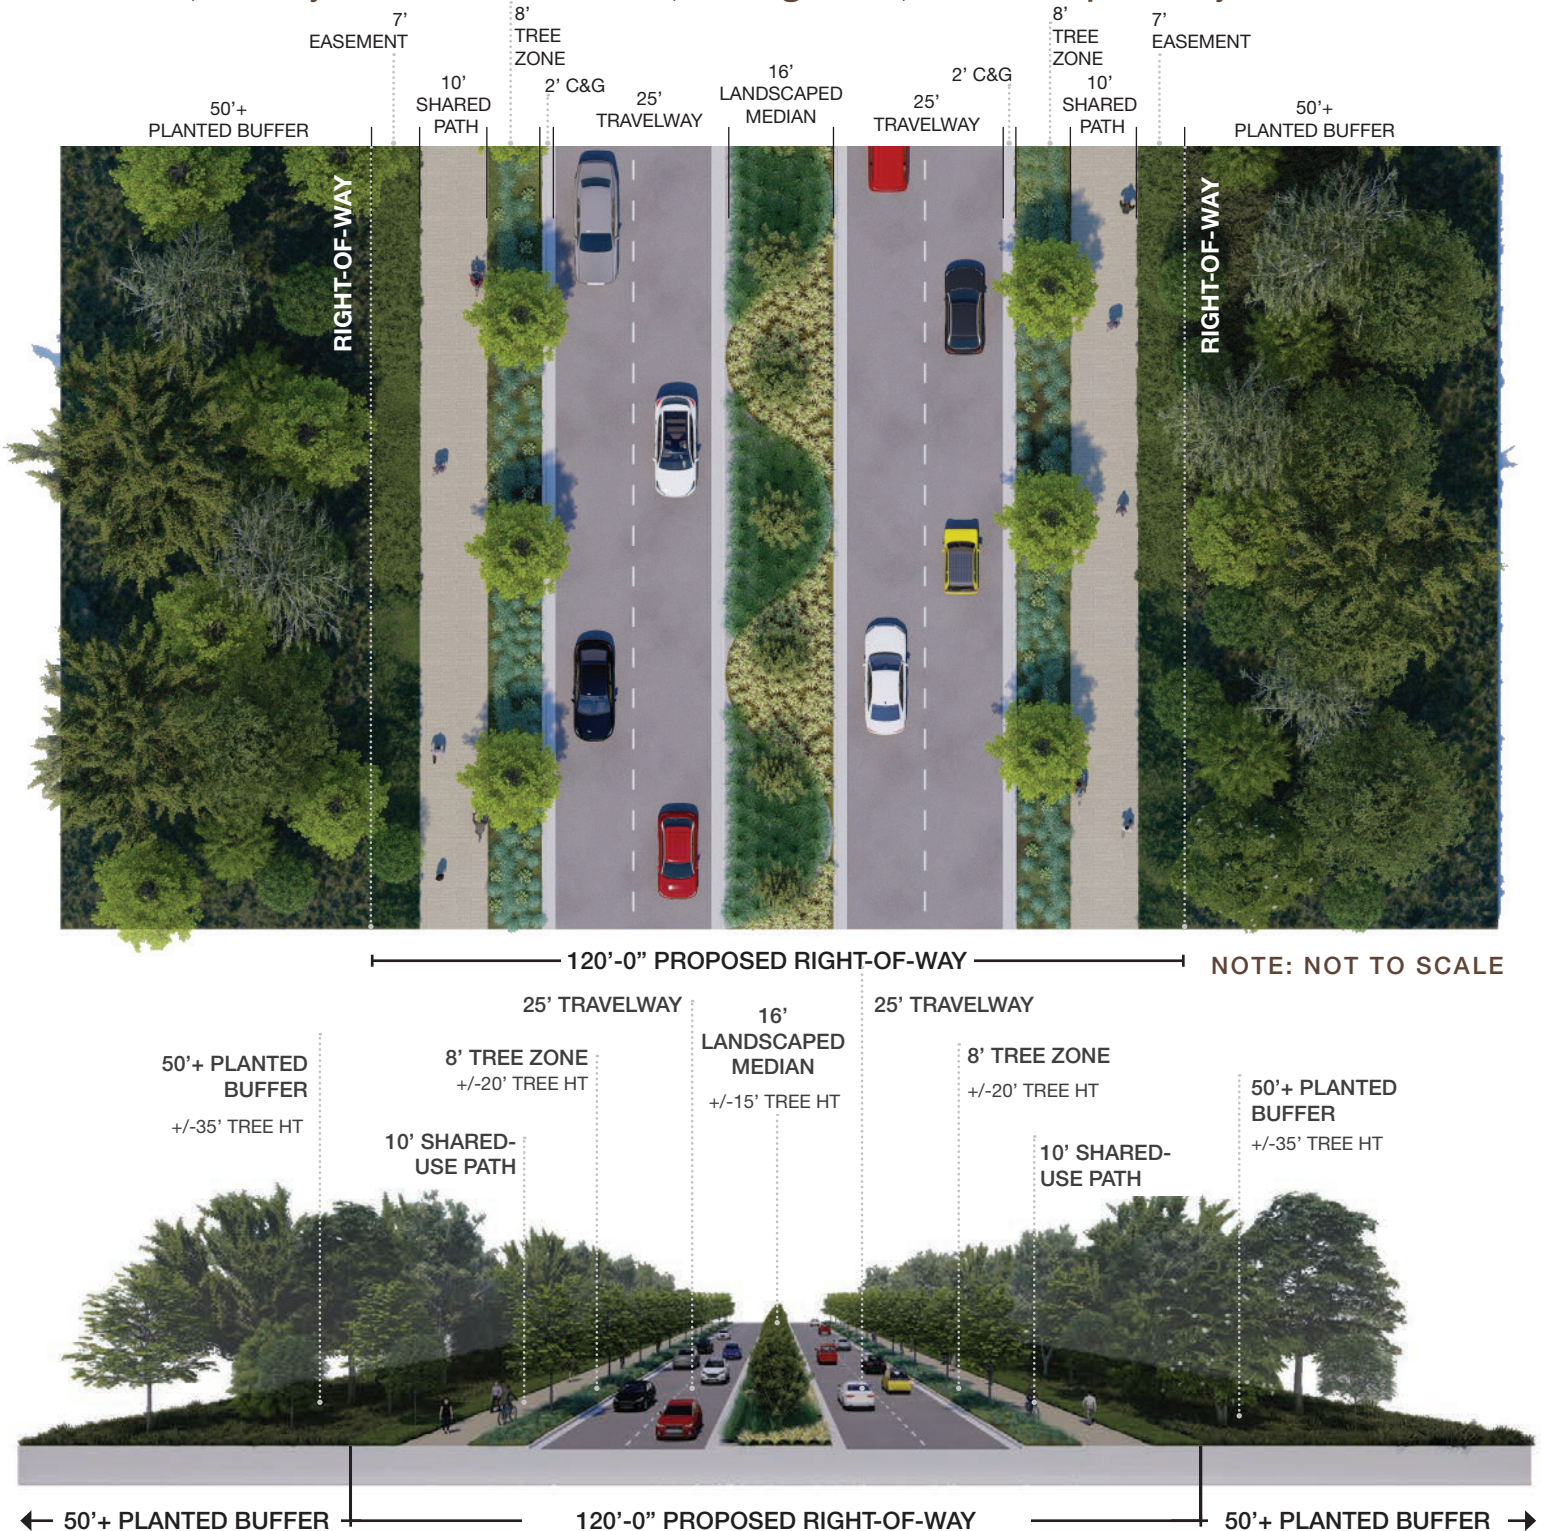 7’
EASEMENT
8’
TREE
ZONE
8’
TREE
ZONE
7’
EASEMENT
50’+
PLANTED BUFFER
10’
SHARED
PATH
2’ C&G
25’
TRAVELWAY
16’
LANDSCAPED
MEDIAN
25’
TRAVELWAY
2’ C&G
10’
SHARED
PATH
50’+
PLANTED BUFFER
RIGHT-OF-WAY
RIGHT-OF-WAY
120’-0” PROPOSED RIGHT-OF-WAY
NOTE: NOT TO SCALE
25’ TRAVELWAY
16’
LANDSCAPED
MEDIAN
+/-15’ TREE HT
25’ TRAVELWAY
50’+ PLANTED
BUFFER
+/-35’ TREE HT
8’ TREE ZONE
+/-20’ TREE HT
8’ TREE ZONE
+/-20’ TREE HT
50’+ PLANTED
BUFFER
+/-35’ TREE HT
10’ SHARED-
USE PATH
10’ SHARED-
USE PATH
50’+ PLANTED BUFFER
120’-0” PROPOSED RIGHT-OF-WAY
50’+ PLANTED BUFFER